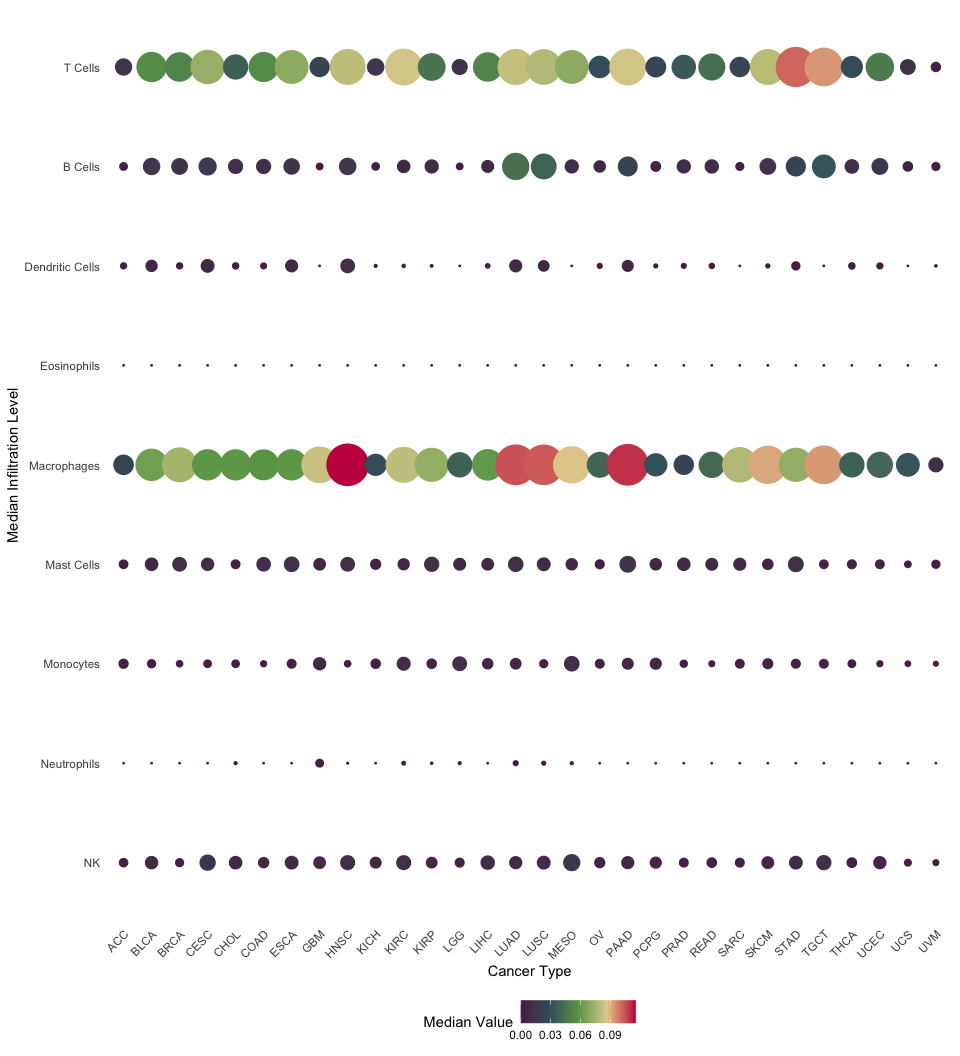 T Cells
B Cells
Dendritic Cells
Eosinophils
Median Infiltration Level
Macrophages
Mast Cells
Monocytes
Neutrophils
NK
ACC BLCA BRCA CESC CHOL COAD ESCA GBM HNSC KICH KIRC KIRP LGG LIHC LUAD LUSC MESO OV PAAD PCPG PRAD READ SARC SKCM STAD TGCT THCA UCEC UCS UVM
Cancer Type
Median Value
0.00 0.03 0.06 0.09